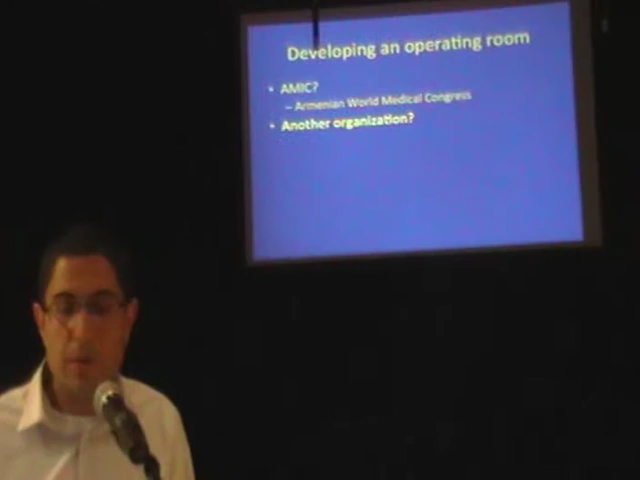 Developing an operating room
• AMIC?
– Armenian World Medical Congress
• Another organization?